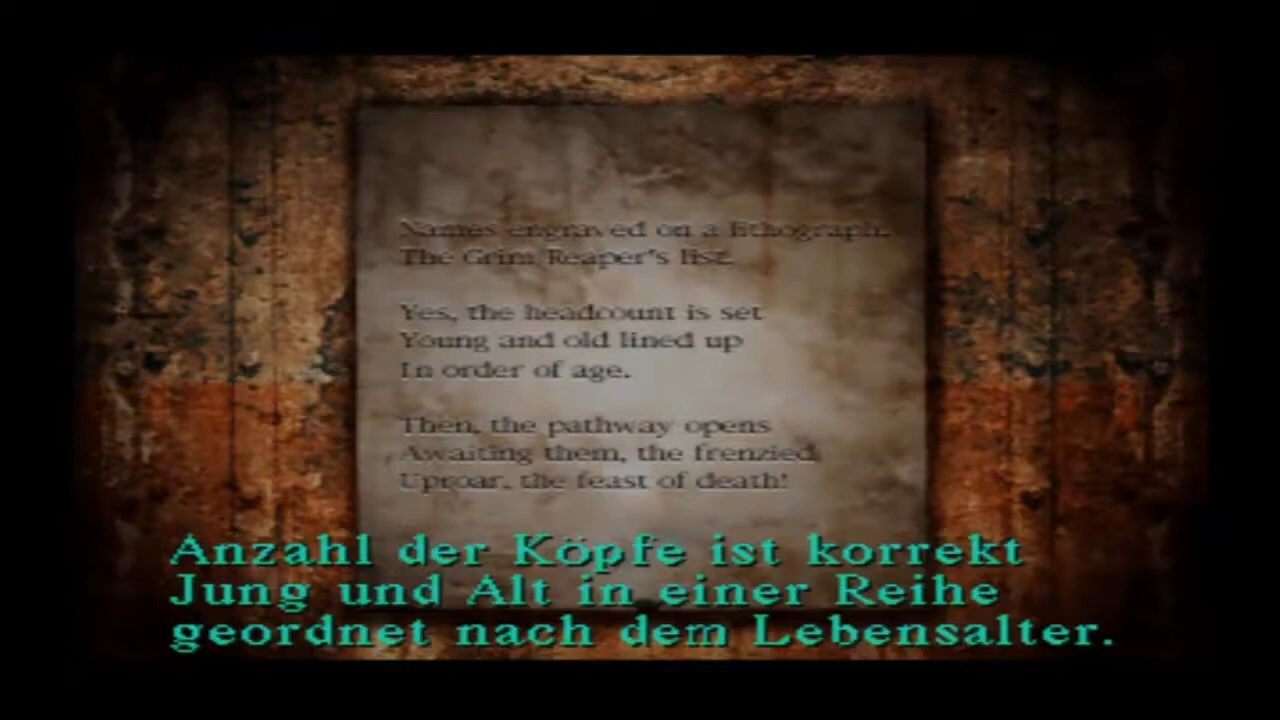 Names engraved on a lithograph.
The Grim Reaper's list.
Yes, the headcount is set
Young and old lined up
In order of age.
Then, the pathway opens
Awaiting them, the frenzied
Uproar, the feast of death!
Anzahl der Köpfe ist korrekt
Jung und Alt in einer Reihe
geordnet nach dem Lebensalter.